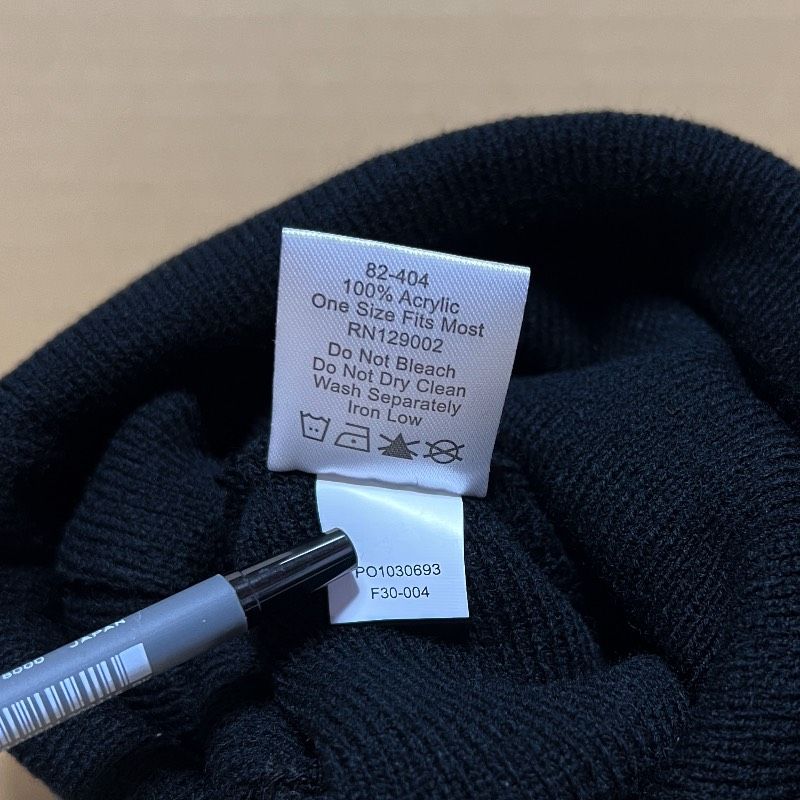 82-404
100% Acrylic
One Size Fits Most
RN129002
Do Not Bleach
Do Not Dry Clean
Wash Separately
Iron Low
PO1030693
F30-004
8000 JAPAN